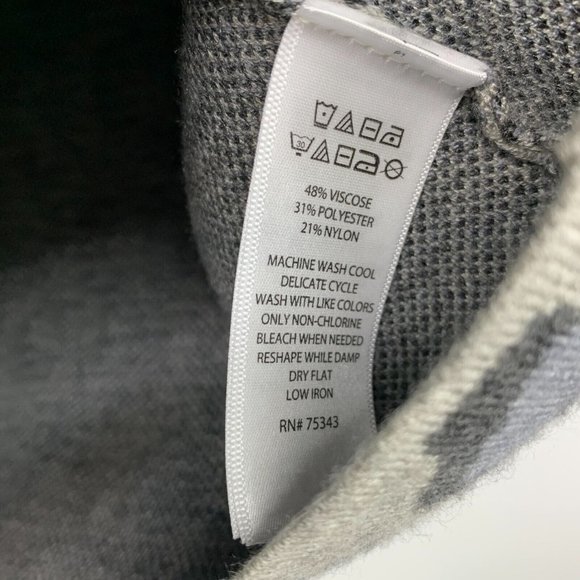 30
48% VISCOSE
31% POLYESTER
21% NYLON
MACHINE WASH COOL
DELICATE CYCLE
WASH WITH LIKE COLORS
ONLY NON-CHLORINE
BLEACH WHEN NEEDED
RESHAPE WHILE DAMP
DRY FLAT
LOW IRON
RN# 75343